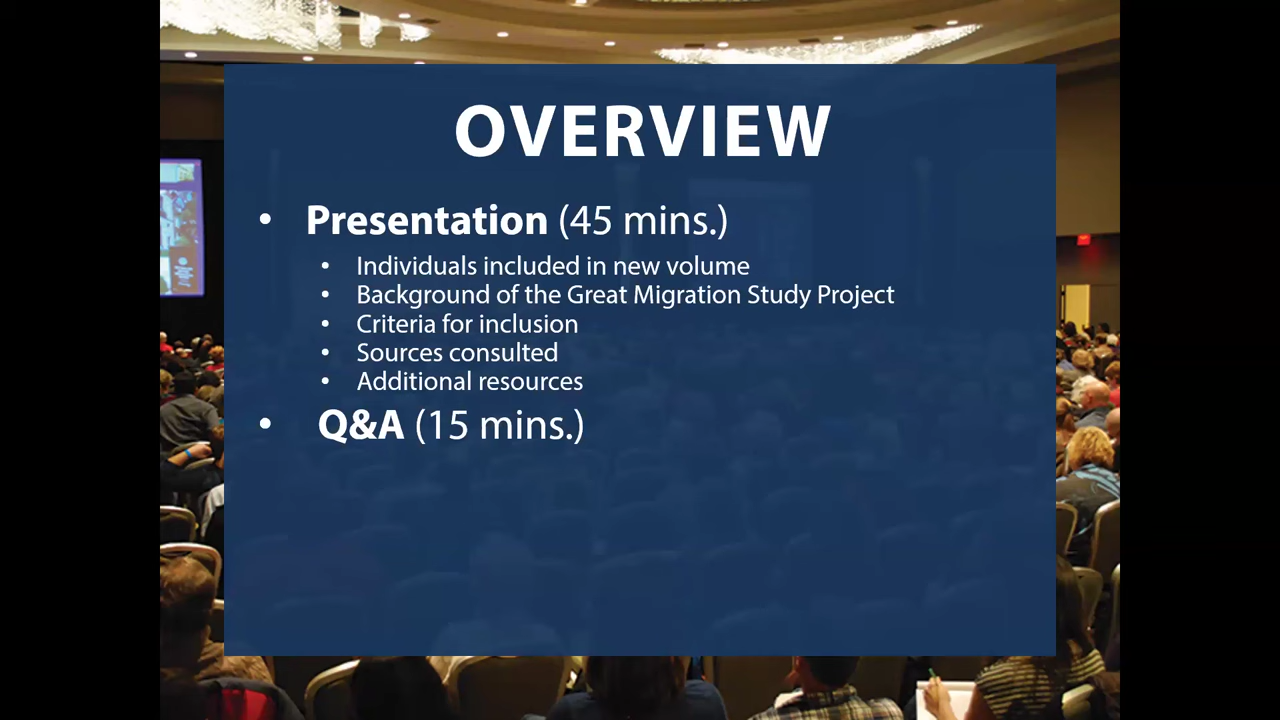 OVERVIEW
• Presentation (45 mins.)
• Individuals included in new volume
• Background of the Great Migration Study Project
• Criteria for inclusion
• Sources consulted
• Additional resources
• Q&A (15 mins.)